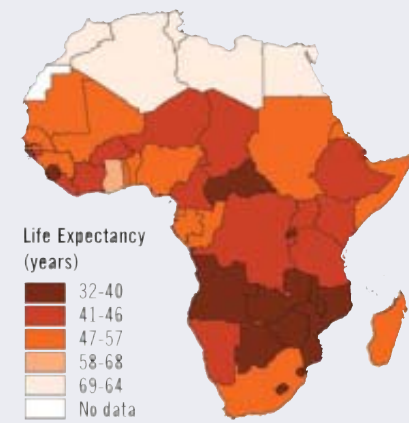 Life Expectancy
(years)
32-40
41-46
47-57
58-68
69-64
No data